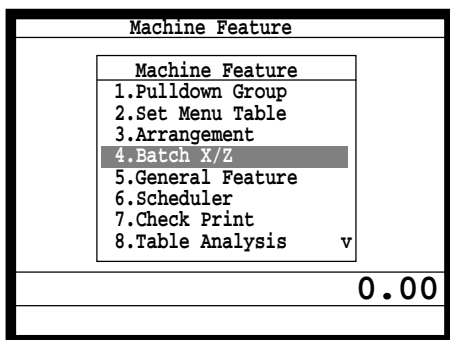 Machine Feature
Machine Feature
1.Pulldown Group
2.Set Menu Table
3.Arrangement
4.Batch X/Z
5.General Feature
6.Scheduler
7.Check Print
8.Table Analysis v
0.00